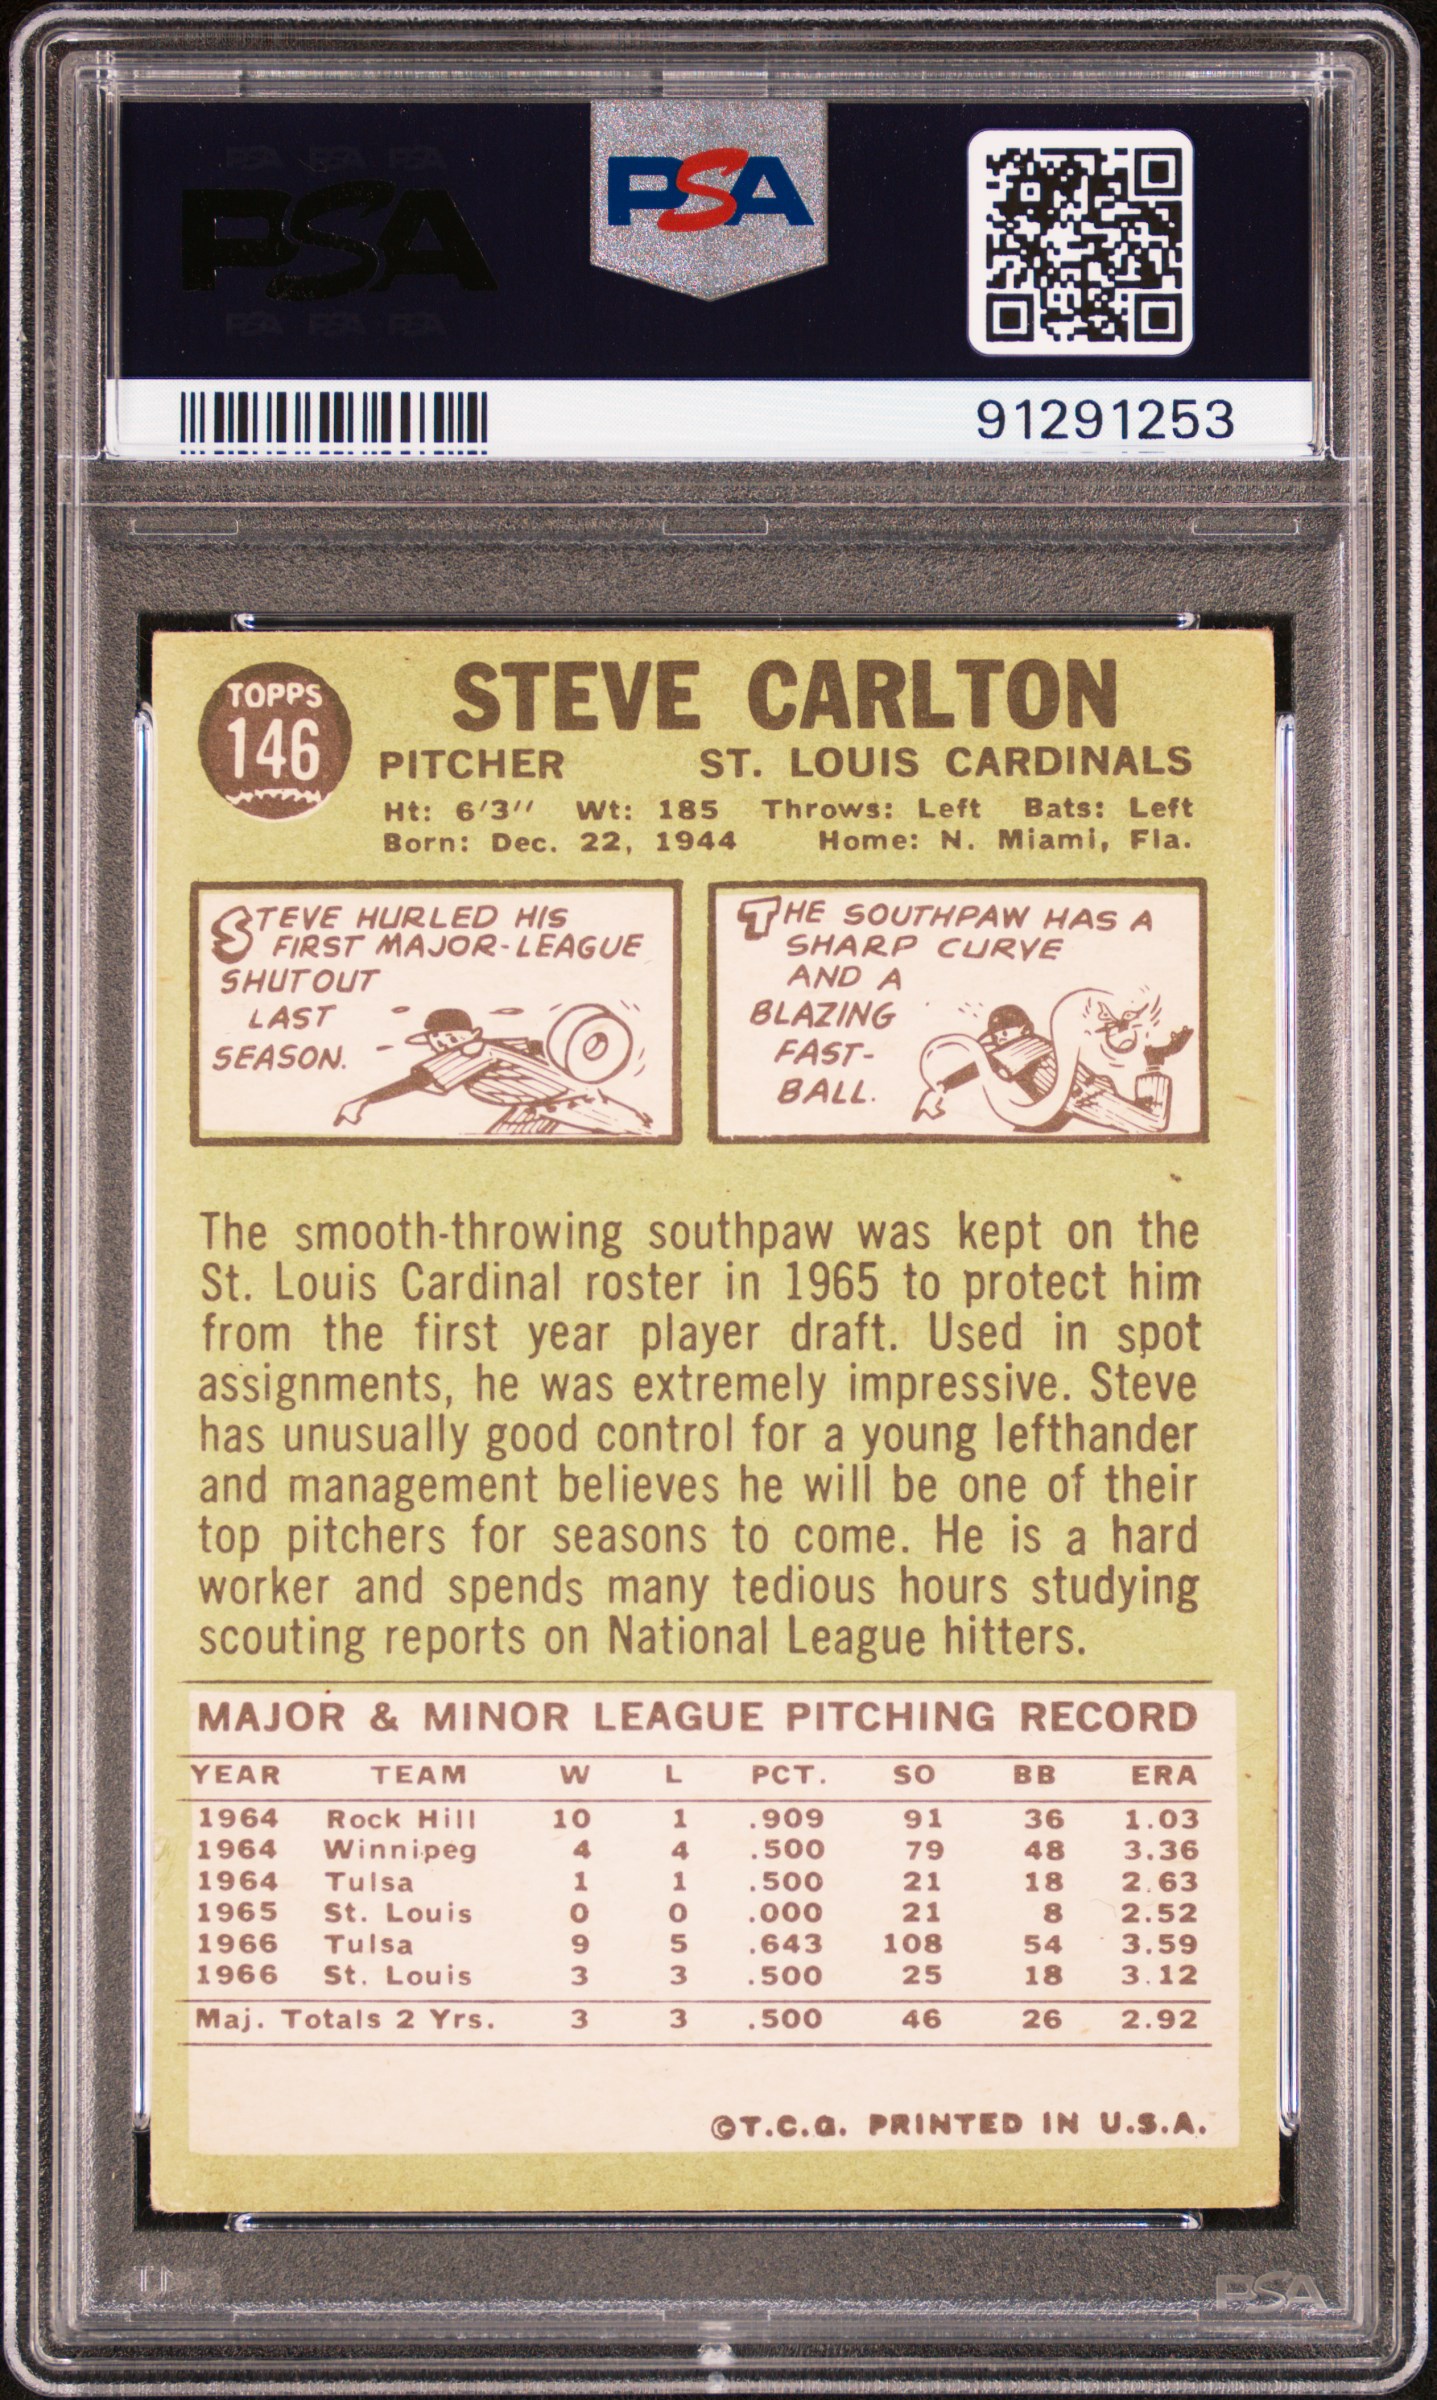 PSA PSA PSA
PSA
PSA PSA PSA
PSA
91291253
TOPPS
146
STEVE CARLTON
PITCHER ST. LOUIS CARDINALS
Ht: 6'3'' Wt: 185 Throws: Left Bats: Left
Born: Dec. 22, 1944 Home: N. Miami, Fla.
STEVE HURLED HIS
FIRST MAJOR-LEAGUE
SHUTOUT
LAST
SEASON.
THE SOUTHPAW HAS A
SHARP CURVE
AND A
BLAZING
FAST-
BALL.
The smooth-throwing southpaw was kept on the
St. Louis Cardinal roster in 1965 to protect him
from the first year player draft. Used in spot
assignments, he was extremely impressive. Steve
has unusually good control for a young lefthander
and management believes he will be one of their
top pitchers for seasons to come. He is a hard
worker and spends many tedious hours studying
scouting reports on National League hitters.
MAJOR & MINOR LEAGUE PITCHING RECORD
YEAR TEAM W L PCT. SO BB ERA
1964 Rock Hill 10 1 .909 91 36 1.03
1964 Winnipeg 4 4 .500 79 48 3.36
1964 Tulsa 1 1 .500 21 18 2.63
1965 St. Louis 0 0 .000 21 8 2.52
1966 Tulsa 9 5 .643 108 54 3.59
1966 St. Louis 3 3 .500 25 18 3.12
Maj. Totals 2 Yrs. 3 3 .500 46 26 2.92
©T.C.G. PRINTED IN U.S.A.
PSA